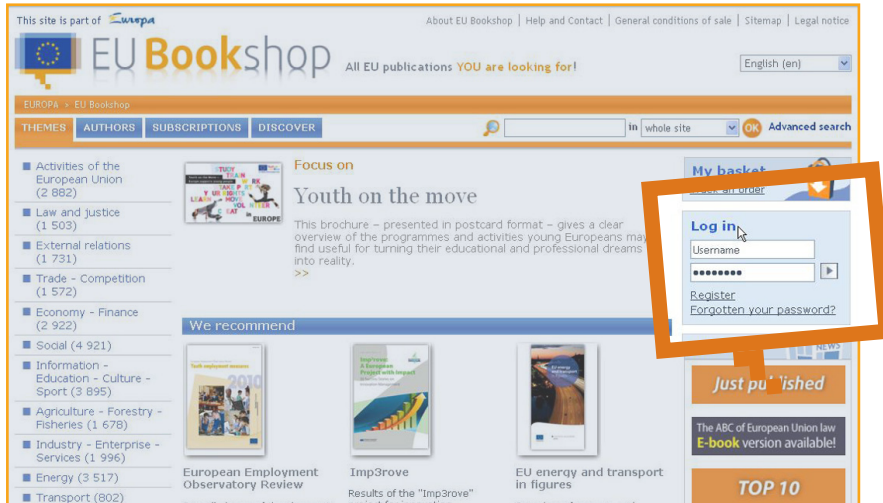 This site is part of Europa
About EU Bookshop | Help and Contact | General conditions of sale | Sitemap | Legal notice
EU Bookshop
All EU publications YOU are looking for!
English (en)
EUROPA > EU Bookshop
THEMES AUTHORS SUBSCRIPTIONS DISCOVER
in whole site OK Advanced search
Activities of the
European Union
(2 882)
Law and justice
(1 503)
External relations
(1 731)
Trade - Competition
(1 572)
Economy - Finance
(2 922)
Social (4 921)
Information -
Education - Culture -
Sport (3 895)
Agriculture - Forestry -
Fisheries (1 678)
Industry - Enterprise -
Services (1 996)
Energy (3 517)
Transport (802)
Focus on
Youth on the move
This brochure – presented in postcard format – gives a clear
overview of the programmes and activities young Europeans may
find useful for turning their educational and professional dreams
into reality.
>>
We recommend
2010
European Employment
Observatory Review
Imp3rove:
A European
Project with Impact
Imp3rove
Results of the "Imp3rove"
EU energy and transport
in figures
My basket
Log in
Username
Register
Forgotten your password?
NEWS
Just published
The ABC of European Union law
E-book version available!
TOP 10